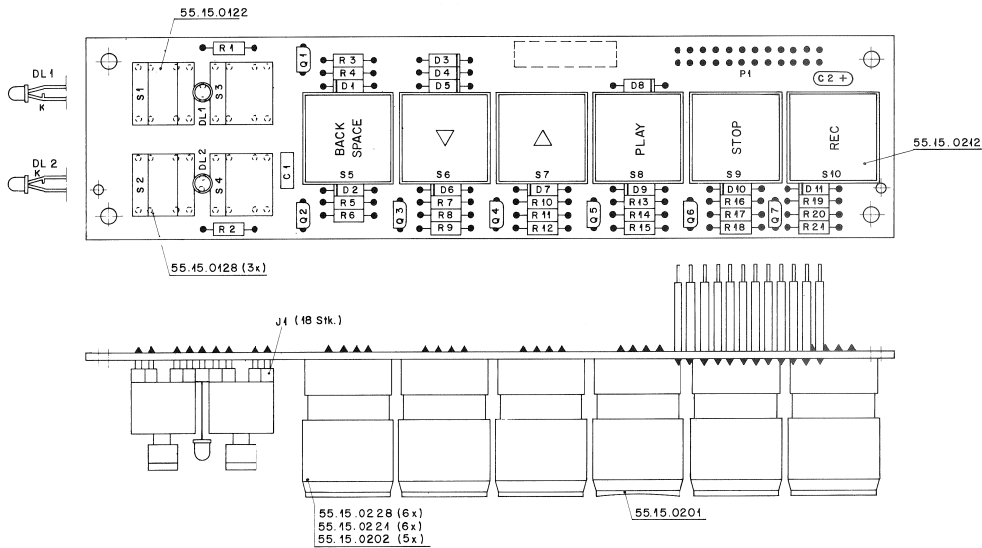 55.15.0122
R1
Q1
R3
R4
D1
D3
D4
D5
D8
P1
C2 +
DL1
K
S1
DL1
S3
BACK SPACE
S5
S6
S7
PLAY
S8
STOP
S9
REC
S10
55.15.0212
DL2
K
S2
DL2
S4
C1
R2
Q2
D2
R5
R6
Q3
D6
R7
R8
R9
Q4
D7
R10
R11
R12
Q5
D9
R13
R14
R15
Q6
D10
R16
R17
R18
Q7
D11
R19
R20
R21
55.15.0128 (3x)
J1 (18 Stk.)
55.15.0228 (6x)
55.15.0221 (6x)
55.15.0202 (5x)
55.15.0201